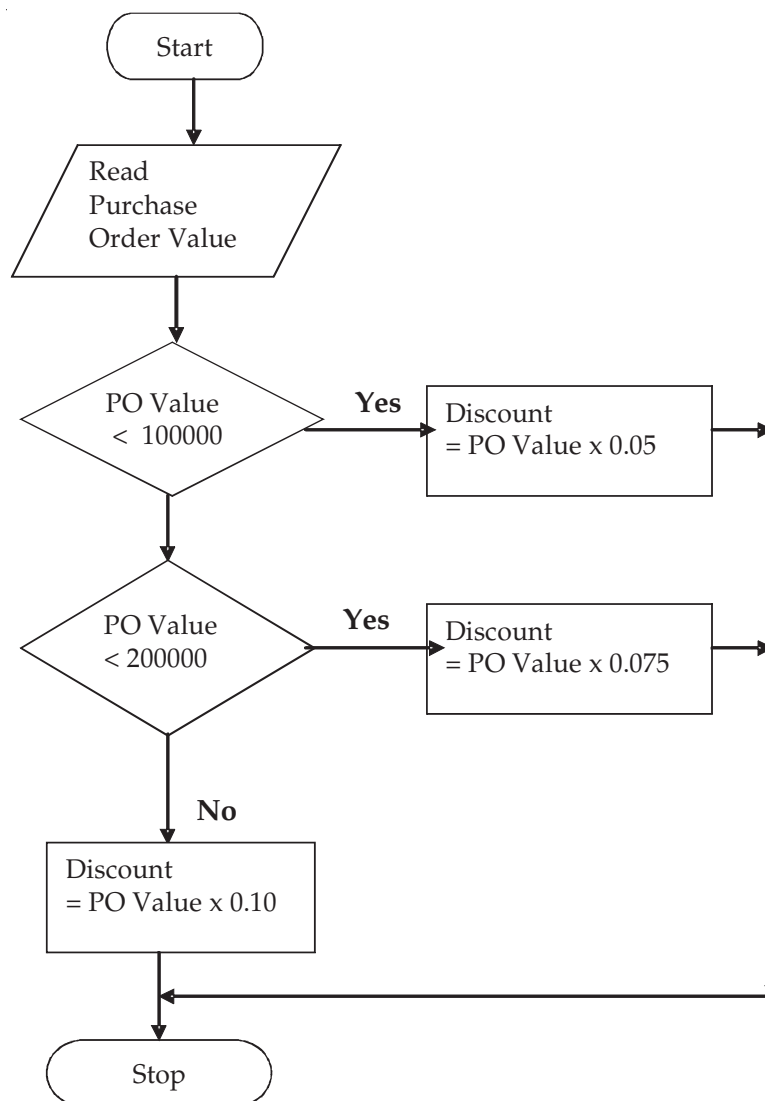 Start
Read
Purchase
Order Value
PO Value
< 100000
Yes
Discount
= PO Value x 0.05
PO Value
< 200000
Yes
Discount
= PO Value x 0.075
No
Discount
= PO Value x 0.10
Stop